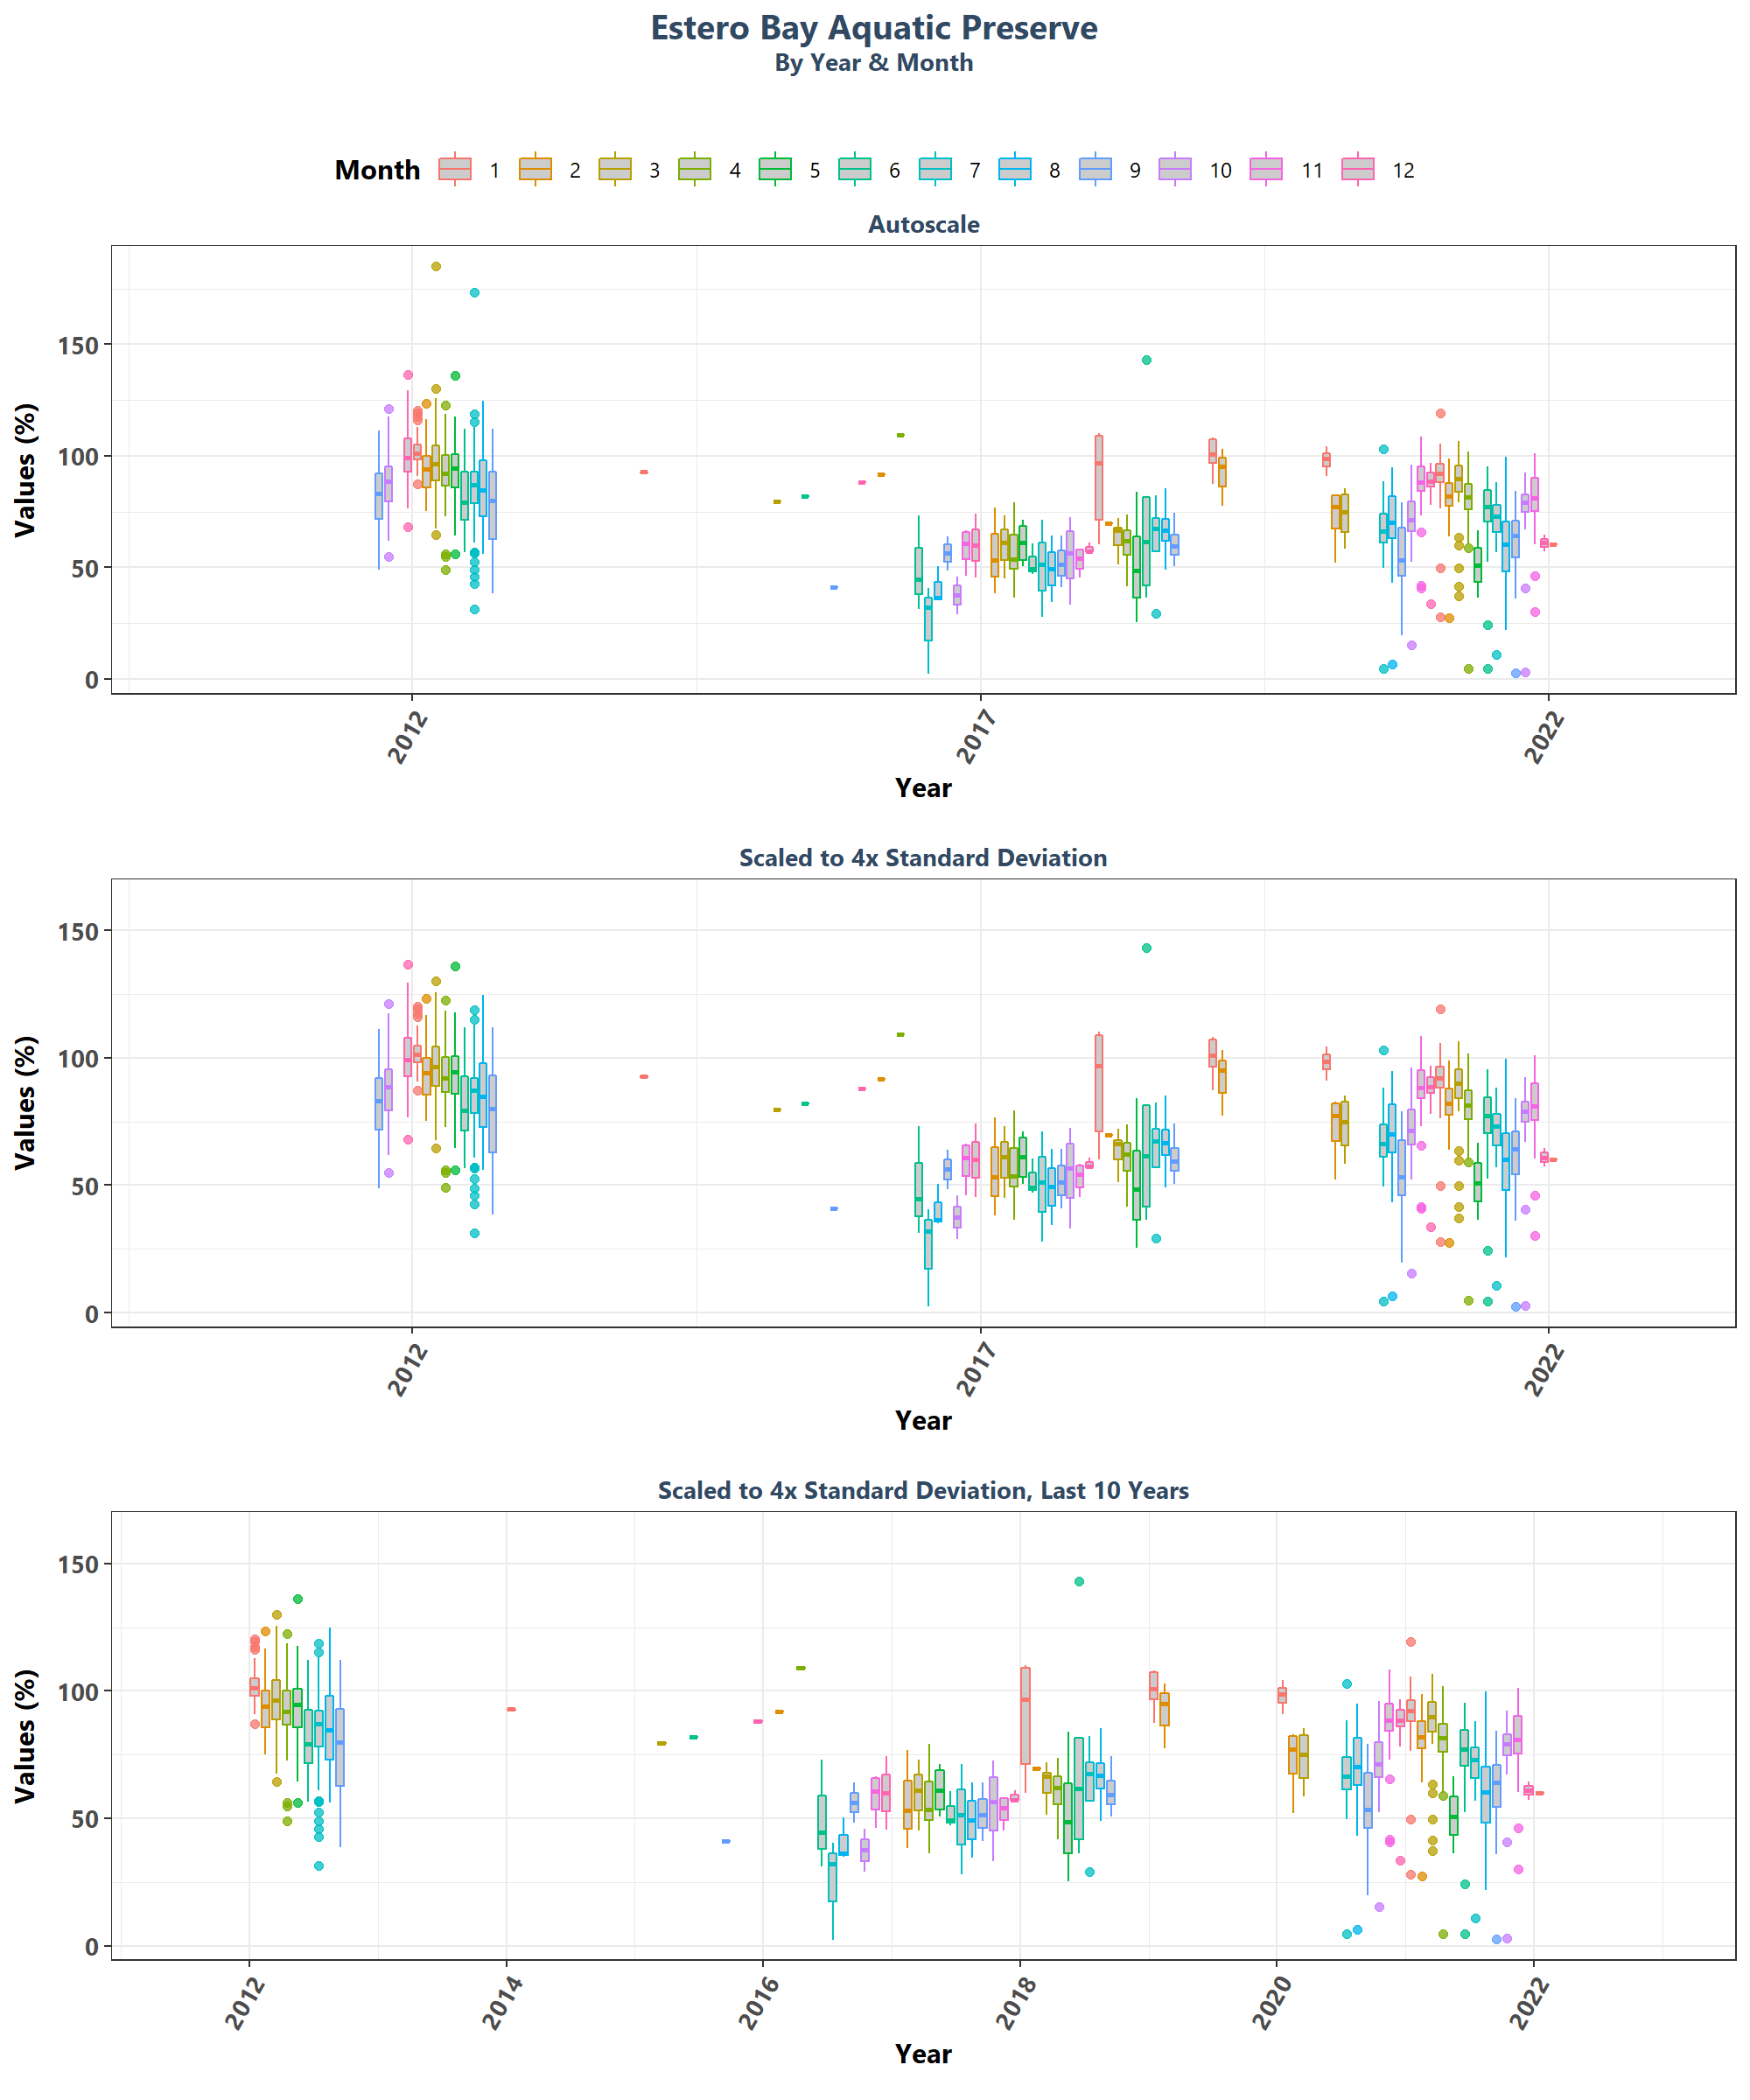 Estero Bay Aquatic Preserve
By Year & Month
Month 1 2 3 4 5 6 7 8 9 10 11 12
Autoscale
Values (%)
150
100
50
0
2012 2017 2022
Year
Scaled to 4x Standard Deviation
Values (%)
150
100
50
0
2012 2017 2022
Year
Scaled to 4x Standard Deviation, Last 10 Years
Values (%)
150
100
50
0
2012 2014 2016 2018 2020 2022
Year